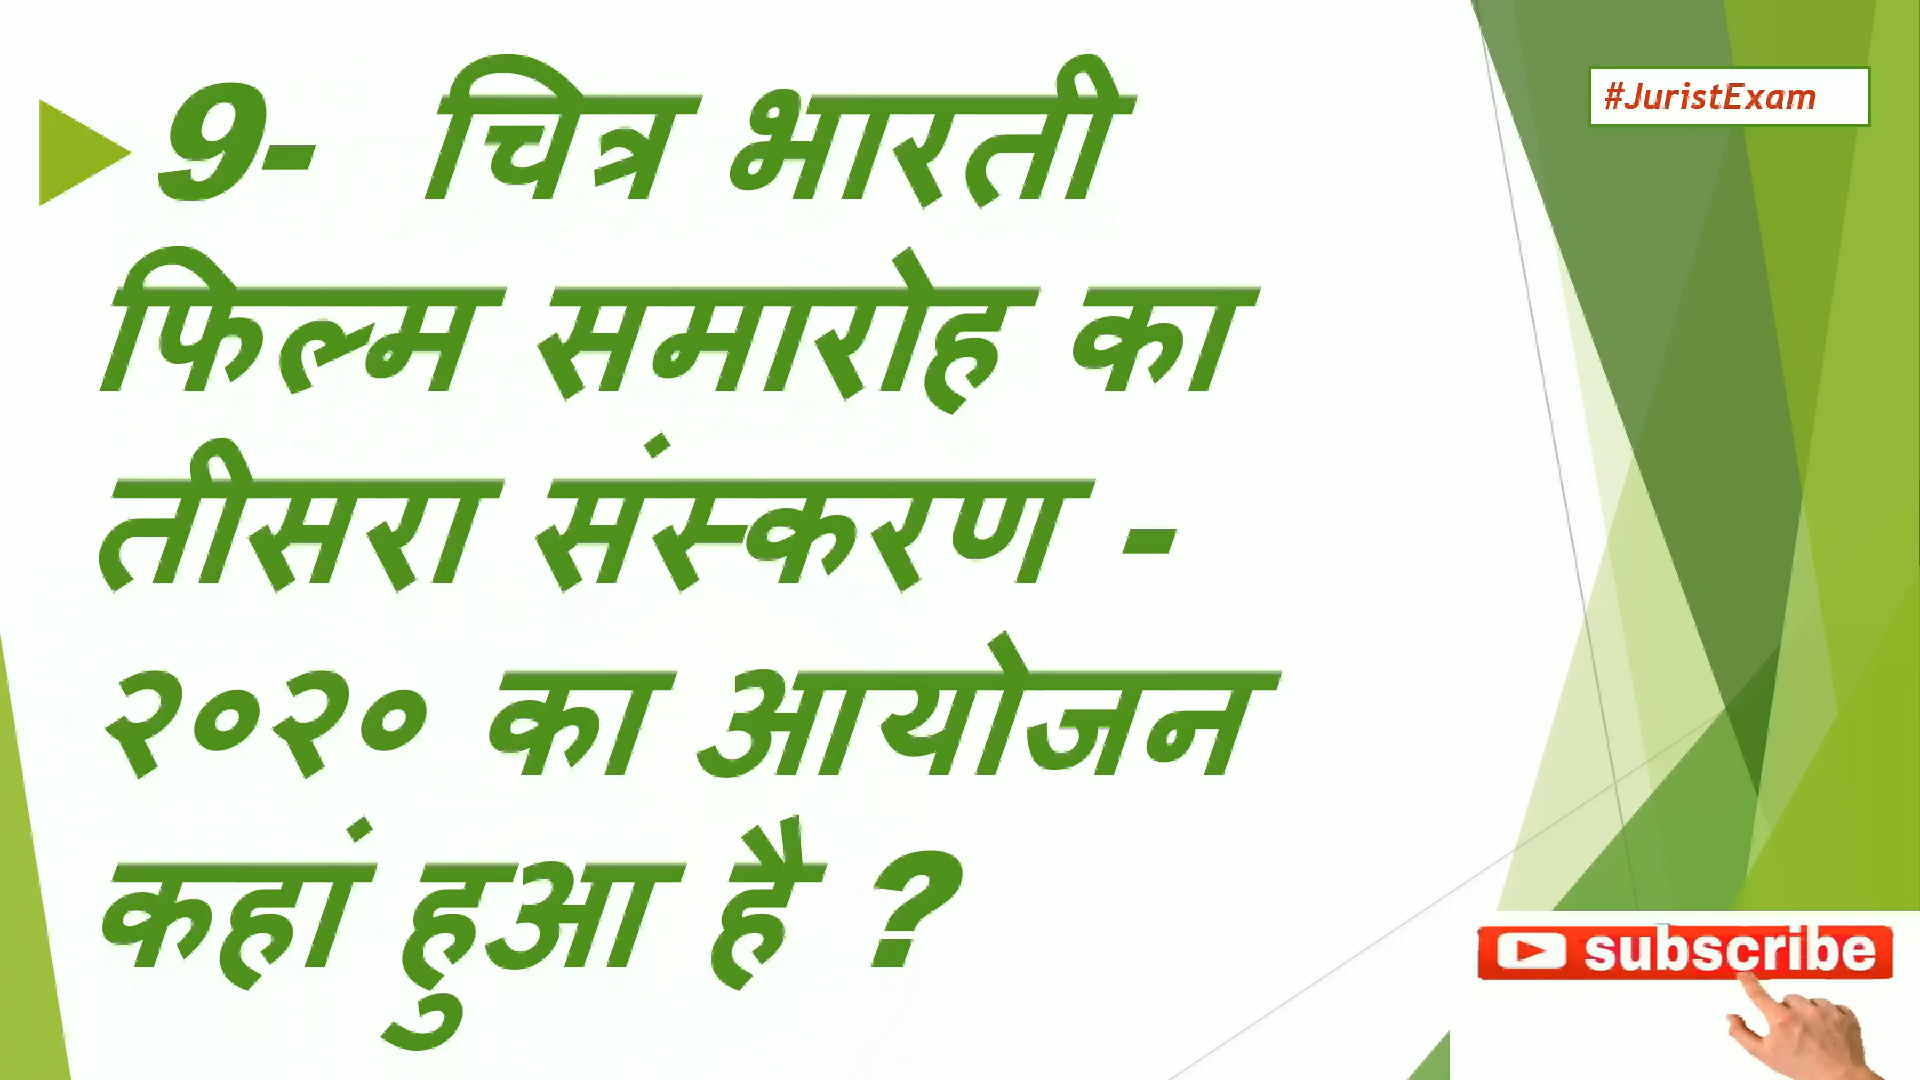 #JuristExam
9- चित्र भारती
फिल्म समारोह का
तीसरा संस्करण -
२०२० का आयोजन
कहां हुआ है ?
subscribe